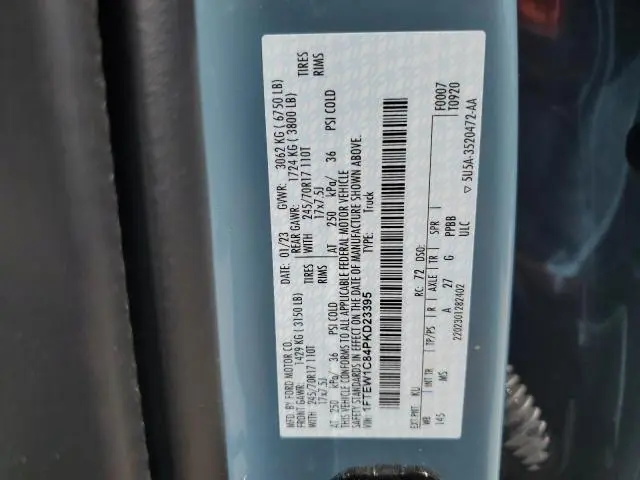 MFD. BY FORD MOTOR CO.
DATE: 01/23 GVWR: 3062 KG ( 6750 LB)
FRONT GAWR: 1429 KG (3150 LB) REAR GAWR: 1724 KG ( 3800 LB)
WITH 245/70R17 110T TIRES WITH 245/70R17 110T TIRES
17x7.5J RIMS 17x7.5J RIMS
AT 250 kPa/ 36 PSI COLD AT 250 kPa/ 36 PSI COLD
THIS VEHICLE CONFORMS TO ALL APPLICABLE FEDERAL MOTOR VEHICLE
SAFETY STANDARDS IN EFFECT ON THE DATE OF MANUFACTURE SHOWN ABOVE.
VIN: 1FTEW1C84PKD23395 TYPE: Truck
F0007
T0920
EXT PNT KU RC: 72 DSO:
WB INT TR TP/PS R AXLE TR SPR
145 MS A 27 G PPBB
ULC
2202301282402
▽ 5U5A-3520472-AA